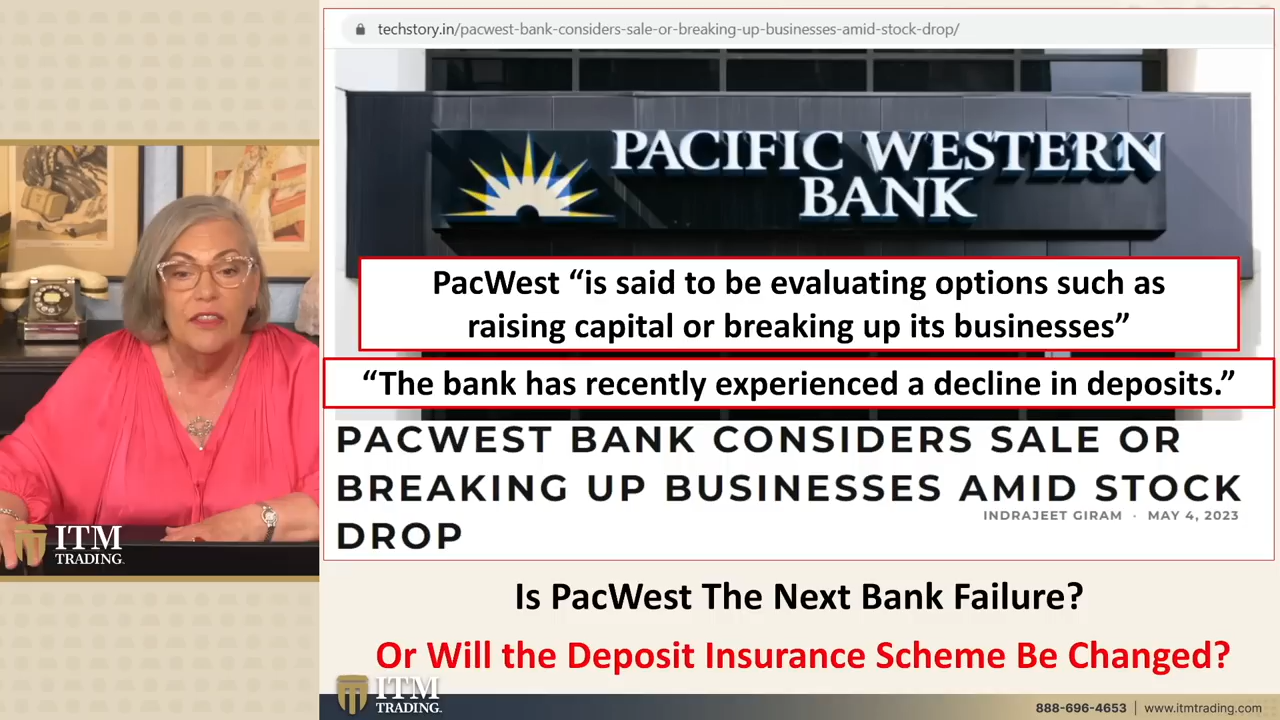 techstory.in/pacwest-bank-considers-sale-or-breaking-up-businesses-amid-stock-drop/
PACIFIC WESTERN
BANK
PacWest “is said to be evaluating options such as
raising capital or breaking up its businesses”
“The bank has recently experienced a decline in deposits.”
PACWEST BANK CONSIDERS SALE OR
BREAKING UP BUSINESSES AMID STOCK
DROP
INDRAJEET GIRAM · MAY 4, 2023
ITM
TRADING.
Is PacWest The Next Bank Failure?
Or Will the Deposit Insurance Scheme Be Changed?
ITM
TRADING.
888-696-4653 | www.itmtrading.com